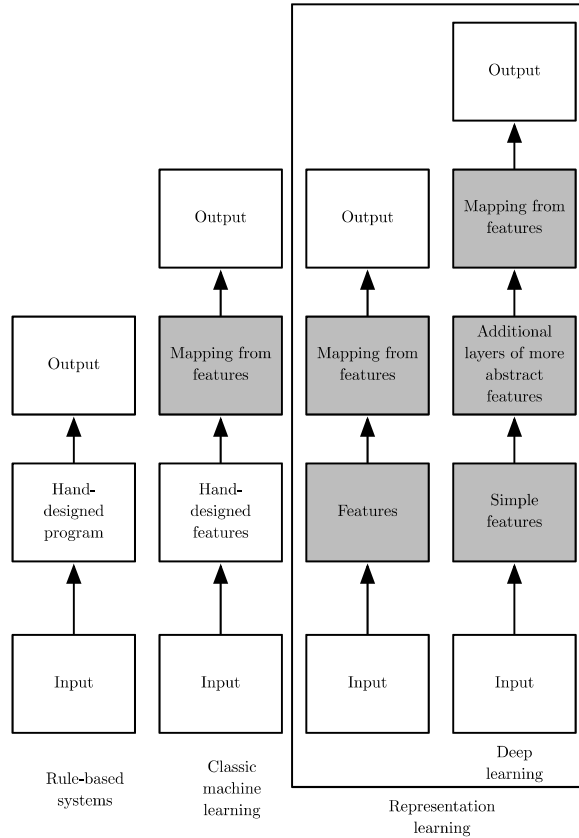 Output
Output
Output
Mapping from
features
Output
Mapping from
features
Mapping from
features
Additional
layers of more
abstract
features
Hand-
designed
program
Hand-
designed
features
Features
Simple
features
Input
Input
Input
Input
Rule-based
systems
Classic
machine
learning
Deep
learning
Representation
learning